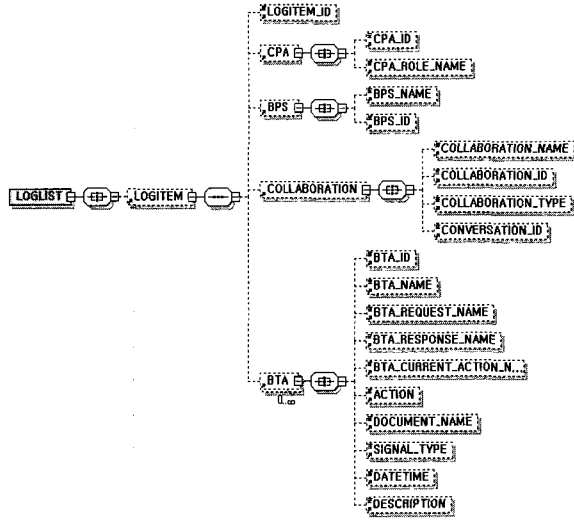 LOGITEM_ID
CPA
CPA_ID
CPA_ROLE_NAME
BPS
BPS_NAME
BPS_ID
LOGLIST
LOGITEM
COLLABORATION
COLLABORATION_NAME
COLLABORATION_ID
COLLABORATION_TYPE
CONVERSATION_ID
BTA
0..∞
BTA_ID
BTA_NAME
BTA_REQUEST_NAME
BTA_RESPONSE_NAME
BTA_CURRENT_ACTION_N...
ACTION
DOCUMENT_NAME
SIGNAL_TYPE
DATETIME
DESCRIPTION